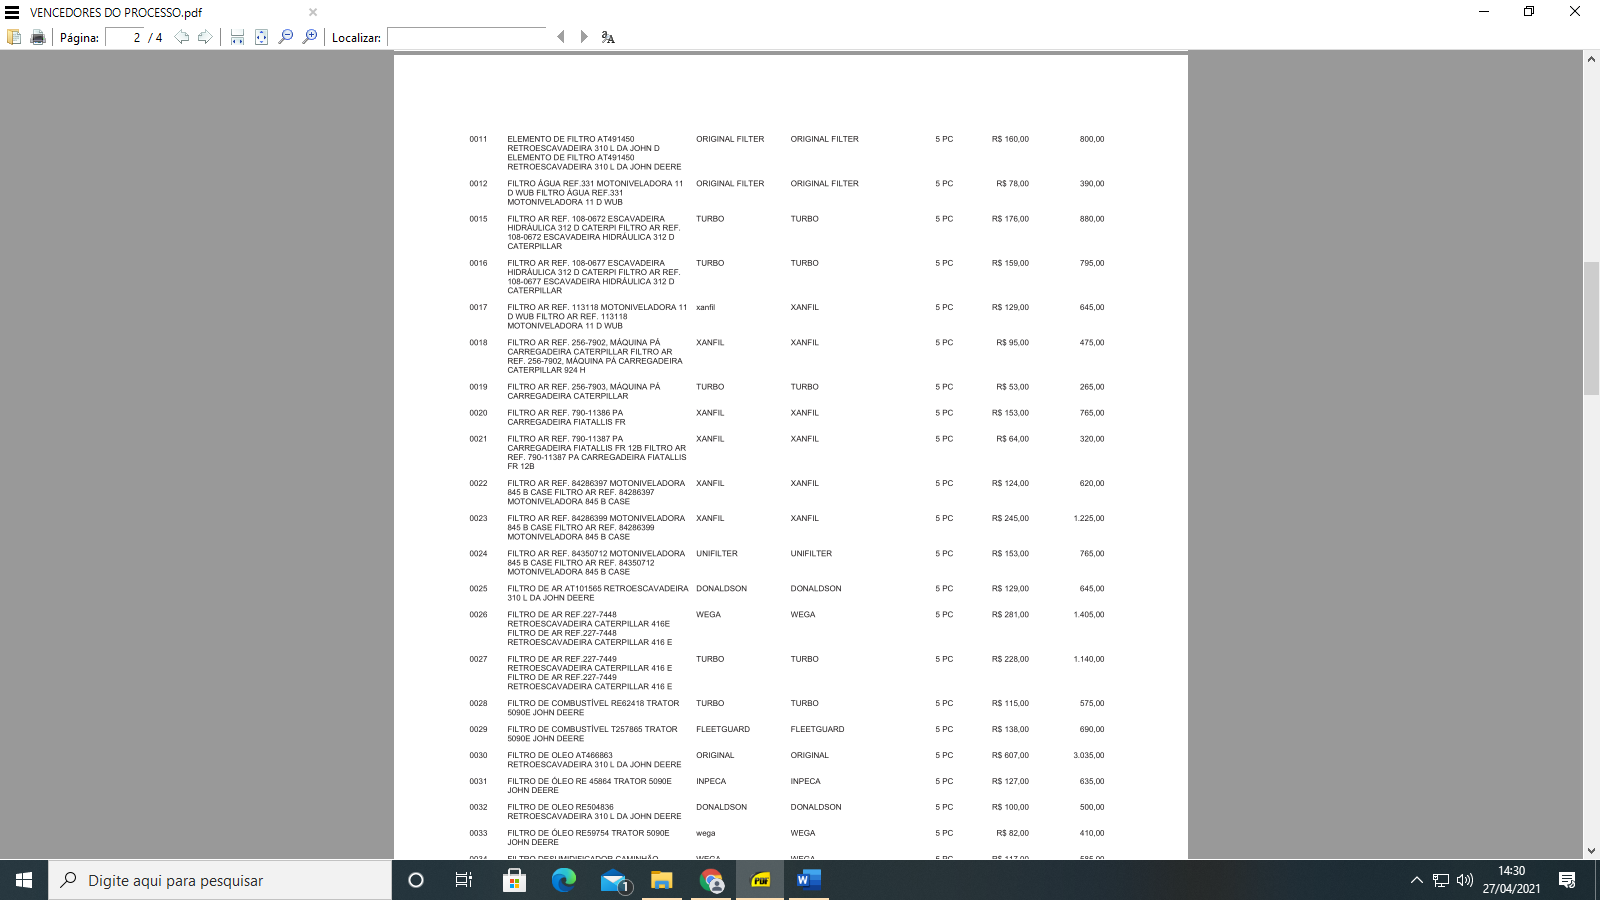 VENCEDORES DO PROCESSO.pdf
Página: 2 / 4 Localizar:
0011 ELEMENTO DE FILTRO AT491450 ORIGINAL FILTER ORIGINAL FILTER 5 PC R$ 160,00 800,00
RETROESCAVADEIRA 310 L DA JOHN D
ELEMENTO DE FILTRO AT491450
RETROESCAVADEIRA 310 L DA JOHN DEERE
0012 FILTRO ÁGUA REF.331 MOTONIVELADORA 11 ORIGINAL FILTER ORIGINAL FILTER 5 PC R$ 78,00 390,00
D WUB FILTRO ÁGUA REF.331
MOTONIVELADORA 11 D WUB
0015 FILTRO AR REF. 108-0672 ESCAVADEIRA TURBO TURBO 5 PC R$ 176,00 880,00
HIDRÁULICA 312 D CATERPI FILTRO AR REF.
108-0672 ESCAVADEIRA HIDRÁULICA 312 D
CATERPILLAR
0016 FILTRO AR REF. 108-0677 ESCAVADEIRA TURBO TURBO 5 PC R$ 159,00 795,00
HIDRÁULICA 312 D CATERPI FILTRO AR REF.
108-0677 ESCAVADEIRA HIDRÁULICA 312 D
CATERPILLAR
0017 FILTRO AR REF. 113118 MOTONIVELADORA 11 xanfil XANFIL 5 PC R$ 129,00 645,00
D WUB FILTRO AR REF. 113118
MOTONIVELADORA 11 D WUB
0018 FILTRO AR REF. 256-7902, MÁQUINA PÁ XANFIL XANFIL 5 PC R$ 95,00 475,00
CARREGADEIRA CATERPILLAR FILTRO AR
REF. 256-7902, MÁQUINA PÁ CARREGADEIRA
CATERPILLAR 924 H
0019 FILTRO AR REF. 256-7903, MÁQUINA PÁ TURBO TURBO 5 PC R$ 53,00 265,00
CARREGADEIRA CATERPILLAR
0020 FILTRO AR REF. 790-11386 PA XANFIL XANFIL 5 PC R$ 153,00 765,00
CARREGADEIRA FIATALLIS FR
0021 FILTRO AR REF. 790-11387 PA XANFIL XANFIL 5 PC R$ 64,00 320,00
CARREGADEIRA FIATALLIS FR 12B FILTRO AR
REF. 790-11387 PA CARREGADEIRA FIATALLIS
FR 12B
0022 FILTRO AR REF. 84286397 MOTONIVELADORA XANFIL XANFIL 5 PC R$ 124,00 620,00
845 B CASE FILTRO AR REF. 84286397
MOTONIVELADORA 845 B CASE
0023 FILTRO AR REF. 84286399 MOTONIVELADORA XANFIL XANFIL 5 PC R$ 245,00 1.225,00
845 B CASE FILTRO AR REF. 84286399
MOTONIVELADORA 845 B CASE
0024 FILTRO AR REF. 84350712 MOTONIVELADORA UNIFILTER UNIFILTER 5 PC R$ 153,00 765,00
845 B CASE FILTRO AR REF. 84350712
MOTONIVELADORA 845 B CASE
0025 FILTRO DE AR AT101565 RETROESCAVADEIRA DONALDSON DONALDSON 5 PC R$ 129,00 645,00
310 L DA JOHN DEERE
0026 FILTRO DE AR REF.227-7448 WEGA WEGA 5 PC R$ 281,00 1.405,00
RETROESCAVADEIRA CATERPILLAR 416E
FILTRO DE AR REF.227-7448
RETROESCAVADEIRA CATERPILLAR 416 E
0027 FILTRO DE AR REF.227-7449 TURBO TURBO 5 PC R$ 228,00 1.140,00
RETROESCAVADEIRA CATERPILLAR 416 E
FILTRO DE AR REF.227-7449
RETROESCAVADEIRA CATERPILLAR 416 E
0028 FILTRO DE COMBUSTÍVEL RE62418 TRATOR TURBO TURBO 5 PC R$ 115,00 575,00
5090E JOHN DEERE
0029 FILTRO DE COMBUSTÍVEL T257865 TRATOR FLEETGUARD FLEETGUARD 5 PC R$ 138,00 690,00
5090E JOHN DEERE
0030 FILTRO DE OLEO AT466863 ORIGINAL ORIGINAL 5 PC R$ 607,00 3.035,00
RETROESCAVADEIRA 310 L DA JOHN DEERE
0031 FILTRO DE ÓLEO RE 45864 TRATOR 5090E INPECA INPECA 5 PC R$ 127,00 635,00
JOHN DEERE
0032 FILTRO DE OLEO RE504836 DONALDSON DONALDSON 5 PC R$ 100,00 500,00
RETROESCAVADEIRA 310 L DA JOHN DEERE
0033 FILTRO DE ÓLEO RE59754 TRATOR 5090E wega WEGA 5 PC R$ 82,00 410,00
JOHN DEERE
0034 FILTRO DESUMIDIFICADOR CAMINHÃO WEGA WEGA 5 PC R$ 117,00 585,00
Digite aqui para pesquisar
1
PDF
W
14:30
27/04/2021